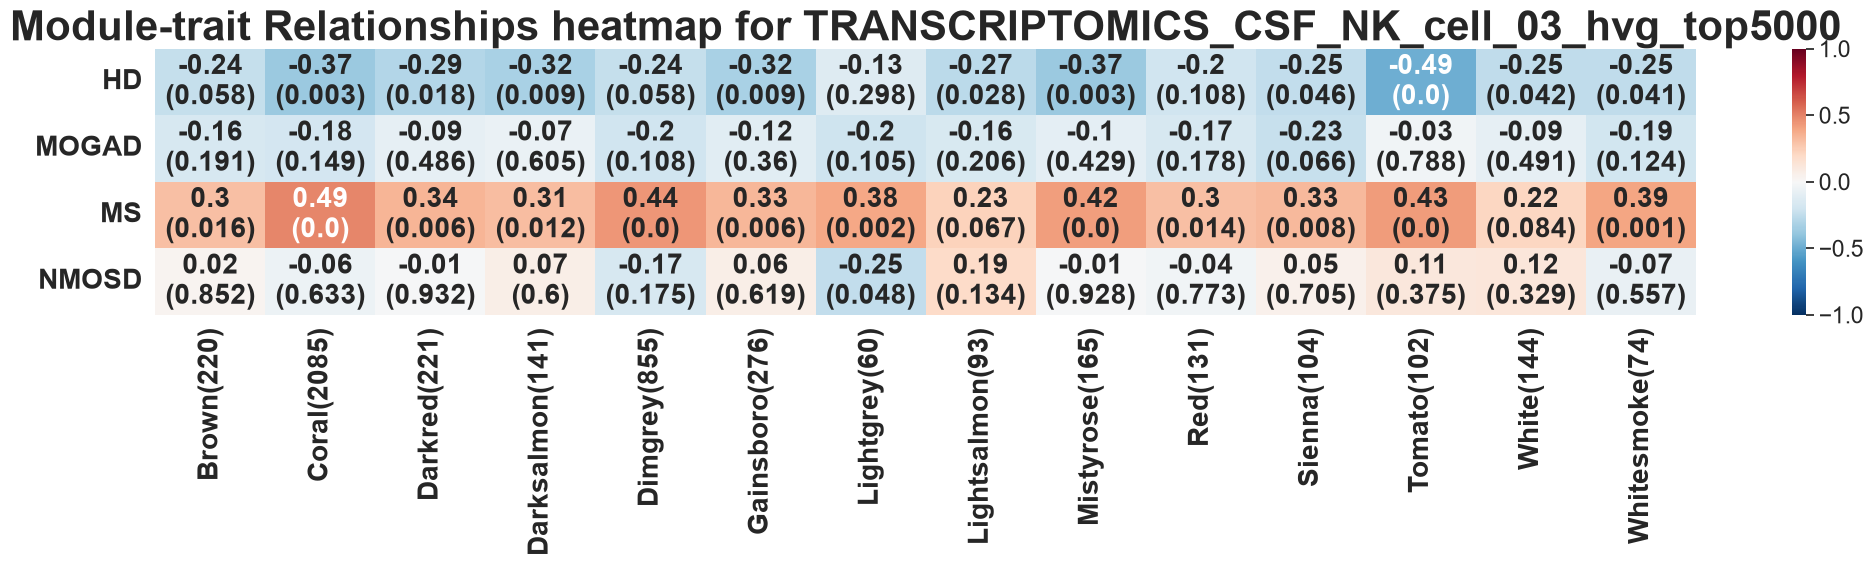 Module-trait Relationships heatmap for TRANSCRIPTOMICS_CSF_NK_cell_03_hvg_top5000
HD -0.24 -0.37 -0.29 -0.32 -0.24 -0.32 -0.13 -0.27 -0.37 -0.2 -0.25 -0.49 -0.25 -0.25
(0.058) (0.003) (0.018) (0.009) (0.058) (0.009) (0.298) (0.028) (0.003) (0.108) (0.046) (0.0) (0.042) (0.041)
MOGAD -0.16 -0.18 -0.09 -0.07 -0.2 -0.12 -0.2 -0.16 -0.1 -0.17 -0.23 -0.03 -0.09 -0.19
(0.191) (0.149) (0.486) (0.605) (0.108) (0.36) (0.105) (0.206) (0.429) (0.178) (0.066) (0.788) (0.491) (0.124)
MS 0.3 0.49 0.34 0.31 0.44 0.33 0.38 0.23 0.42 0.3 0.33 0.43 0.22 0.39
(0.016) (0.0) (0.006) (0.012) (0.0) (0.006) (0.002) (0.067) (0.0) (0.014) (0.008) (0.0) (0.084) (0.001)
NMOSD 0.02 -0.06 -0.01 0.07 -0.17 0.06 -0.25 0.19 -0.01 -0.04 0.05 0.11 0.12 -0.07
(0.852) (0.633) (0.932) (0.6) (0.175) (0.619) (0.048) (0.134) (0.928) (0.773) (0.705) (0.375) (0.329) (0.557)
Brown(220)
Coral(2085)
Darkred(221)
Darksalmon(141)
Dimgrey(855)
Gainsboro(276)
Lightgrey(60)
Lightsalmon(93)
Mistyrose(165)
Red(131)
Sienna(104)
Tomato(102)
White(144)
Whitesmoke(74)
1.0
0.5
0.0
−0.5
−1.0